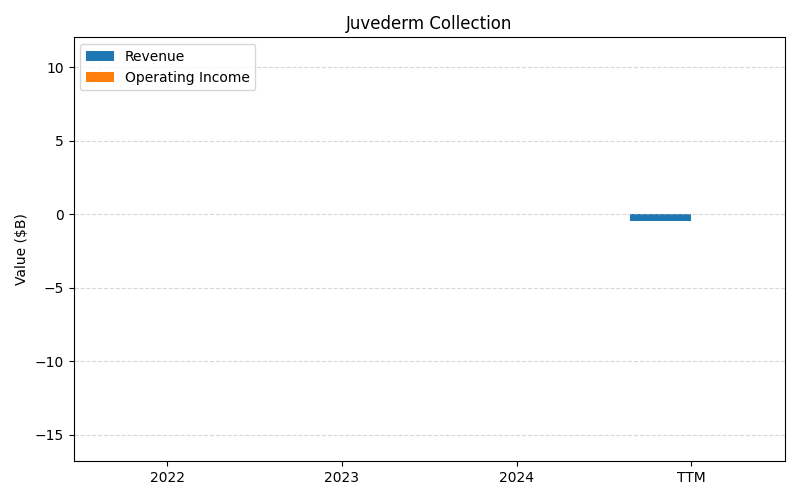 Juvederm Collection
Revenue
Operating Income
Value ($B)
10
5
0
−5
−10
−15
2022
2023
2024
TTM